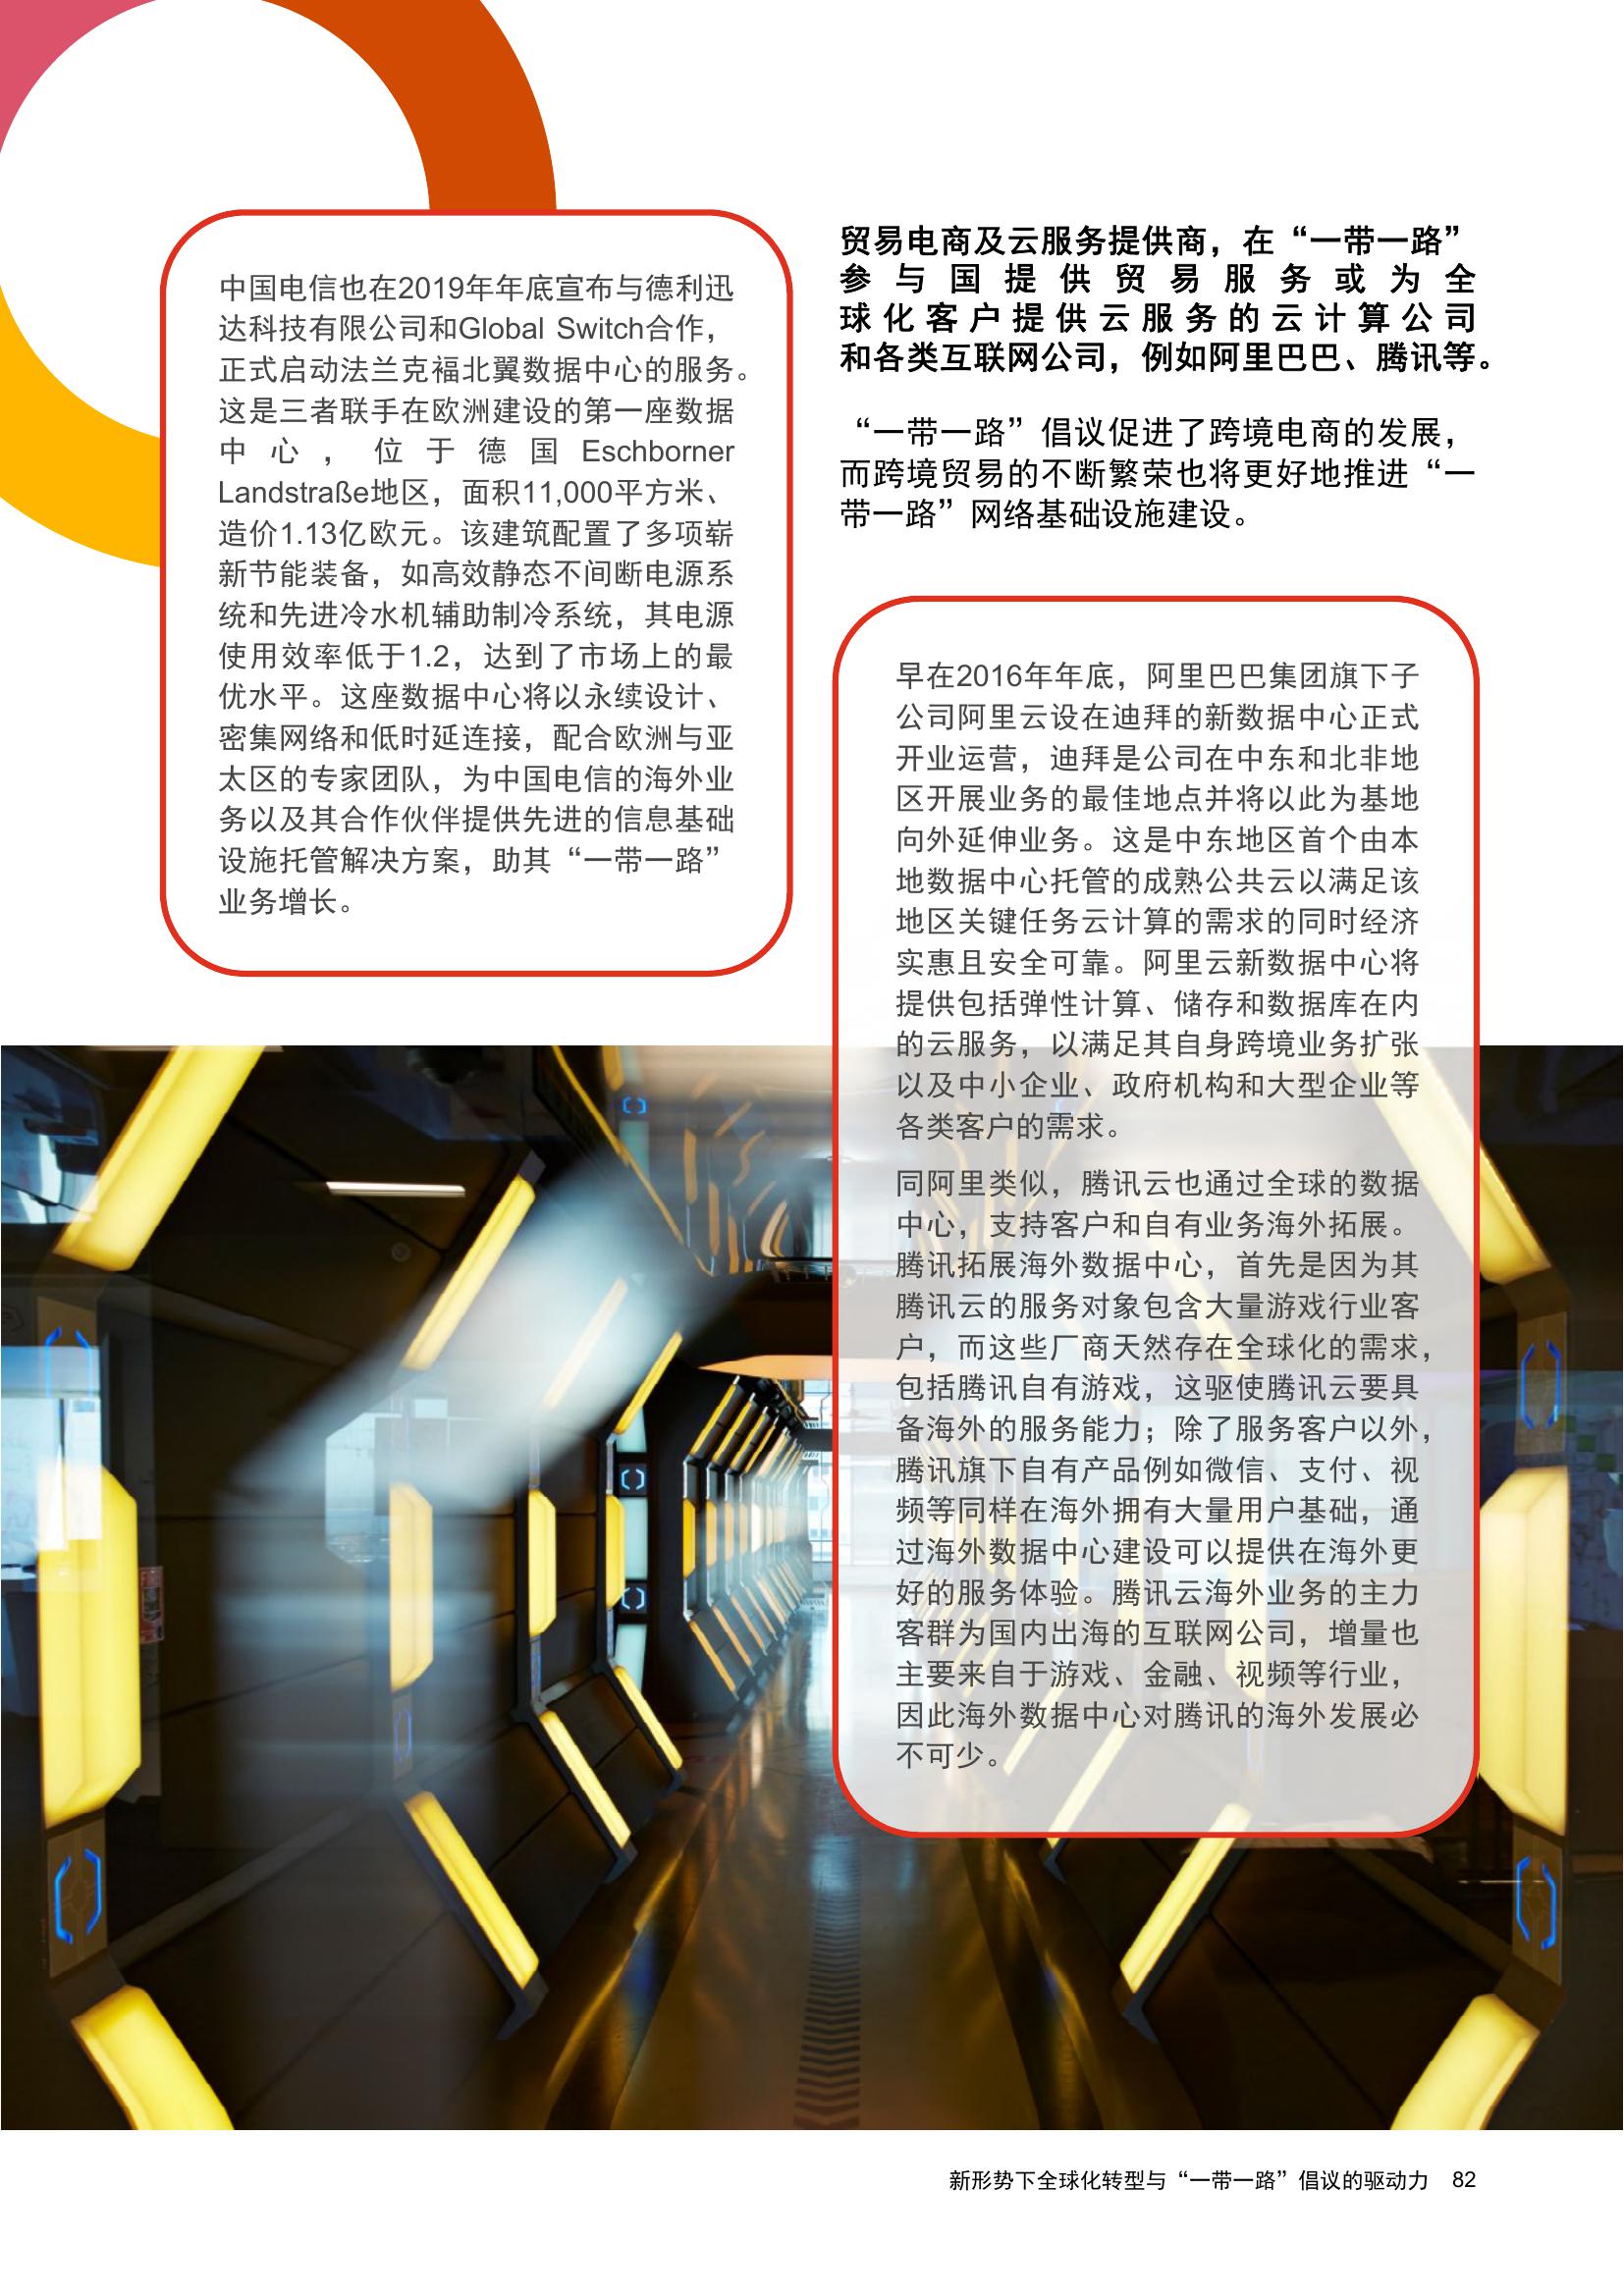 中国电信也在2019年年底宣布与德利迅
达科技有限公司和Global Switch合作，
正式启动法兰克福北翼数据中心的服务。
这是三者联手在欧洲建设的第一座数据
中心，位于德国Eschborner
Landstraße地区，面积11,000平方米、
造价1.13亿欧元。该建筑配置了多项崭
新节能装备，如高效静态不间断电源系
统和先进冷水机辅助制冷系统，其电源
使用效率低于1.2，达到了市场上的最
优水平。这座数据中心将以永续设计、
密集网络和低时延连接，配合欧洲与亚
太区的专家团队，为中国电信的海外业
务以及其合作伙伴提供先进的信息基础
设施托管解决方案，助其“一带一路”
业务增长。
贸易电商及云服务提供商，在“一带一路”
参与国提供贸易服务或为全
球化客户提供云服务的云计算公司
和各类互联网公司，例如阿里巴巴、腾讯等。
“一带一路”倡议促进了跨境电商的发展，
而跨境贸易的不断繁荣也将更好地推进“一
带一路”网络基础设施建设。
早在2016年年底，阿里巴巴集团旗下子
公司阿里云设在迪拜的新数据中心正式
开业运营，迪拜是公司在中东和北非地
区开展业务的最佳地点并将以此为基地
向外延伸业务。这是中东地区首个由本
地数据中心托管的成熟公共云以满足该
地区关键任务云计算的需求的同时经济
实惠且安全可靠。阿里云新数据中心将
提供包括弹性计算、储存和数据库在内
的云服务，以满足其自身跨境业务扩张
以及中小企业、政府机构和大型企业等
各类客户的需求。
同阿里类似，腾讯云也通过全球的数据
中心，支持客户和自有业务海外拓展。
腾讯拓展海外数据中心，首先是因为其
腾讯云的服务对象包含大量游戏行业客
户，而这些厂商天然存在全球化的需求，
包括腾讯自有游戏，这驱使腾讯云要具
备海外的服务能力；除了服务客户以外，
腾讯旗下自有产品例如微信、支付、视
频等同样在海外拥有大量用户基础，通
过海外数据中心建设可以提供在海外更
好的服务体验。腾讯云海外业务的主力
客群为国内出海的互联网公司，增量也
主要来自于游戏、金融、视频等行业，
因此海外数据中心对腾讯的海外发展必
不可少。
新形势下全球化转型与“一带一路”倡议的驱动力 82